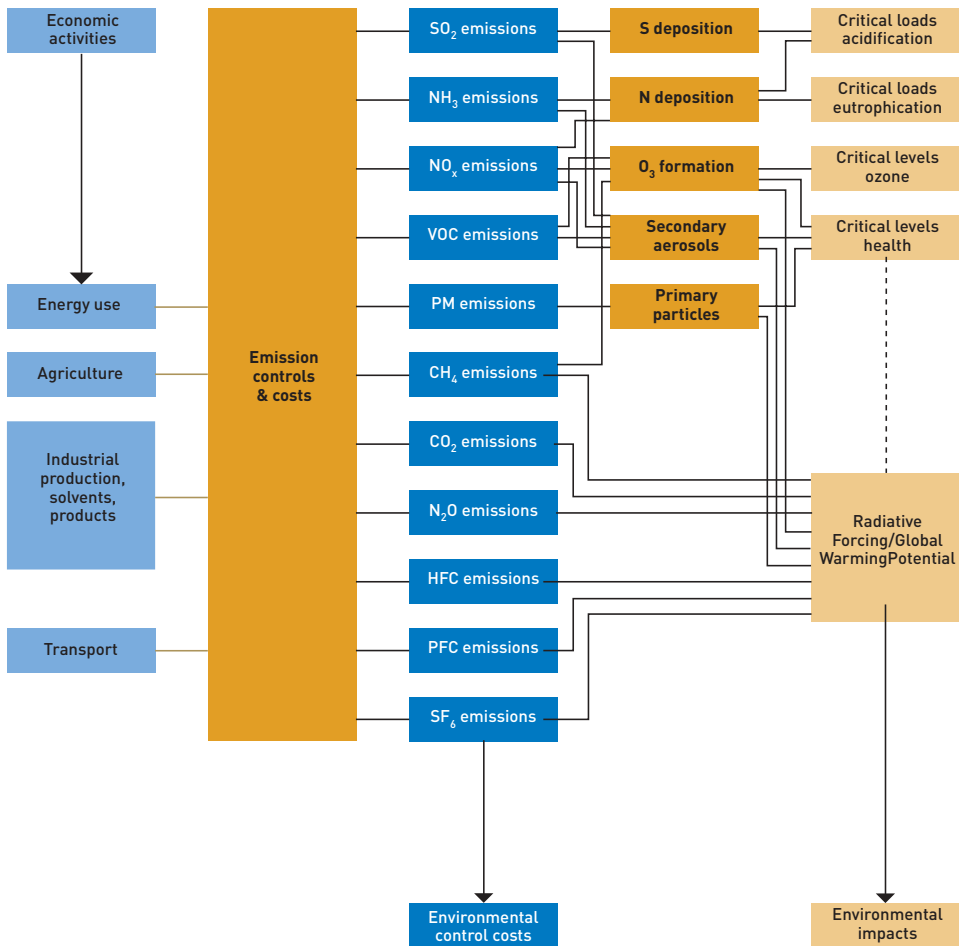 Economic
activities
Energy use
Agriculture
Industrial
production,
solvents,
products
Transport
Emission
controls
& costs
SO₂ emissions
NH₃ emissions
NOₓ emissions
VOC emissions
PM emissions
CH₄ emissions
CO₂ emissions
N₂O emissions
HFC emissions
PFC emissions
SF₆ emissions
Environmental
control costs
S deposition
N deposition
O₃ formation
Secondary
aerosols
Primary
particles
Critical loads
acidification
Critical loads
eutrophication
Critical levels
ozone
Critical levels
health
Radiative
Forcing/Global
WarmingPotential
Environmental
impacts